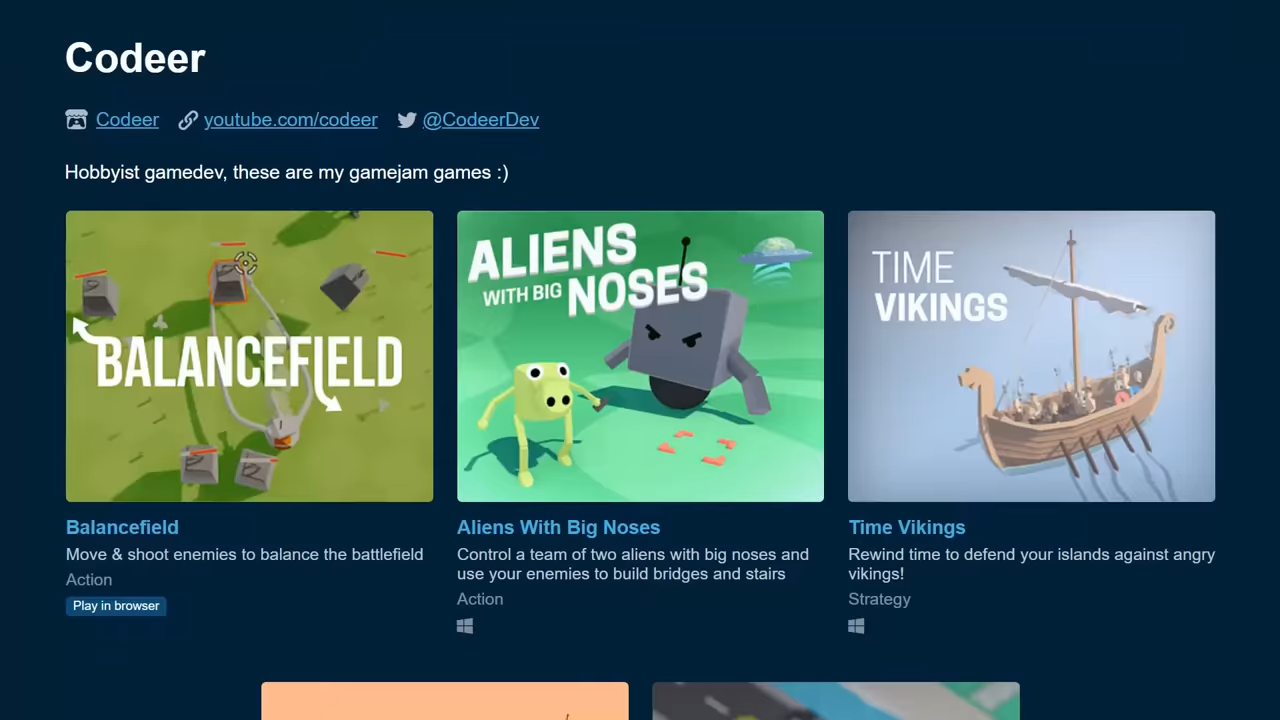 Codeer
Codeer youtube.com/codeer @CodeerDev
Hobbyist gamedev, these are my gamejam games :)
BALANCEFIELD
ALIENS
WITH BIG NOSES
TIME
VIKINGS
Balancefield
Move & shoot enemies to balance the battlefield
Action
Play in browser
Aliens With Big Noses
Control a team of two aliens with big noses and
use your enemies to build bridges and stairs
Action
Time Vikings
Rewind time to defend your islands against angry
vikings!
Strategy